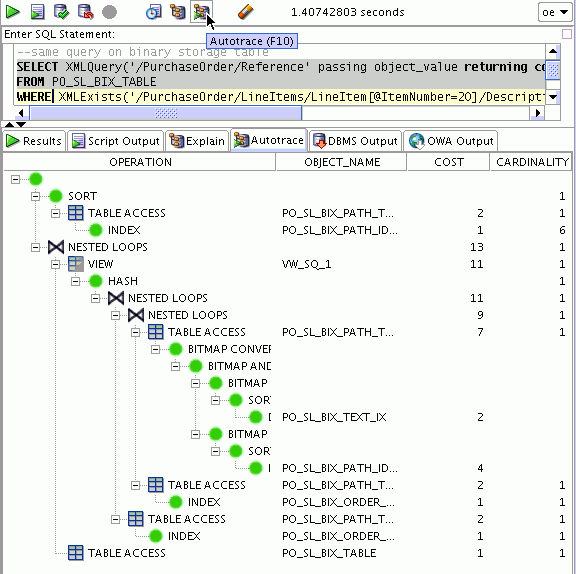 1.40742803 seconds
oe
Autotrace (F10)
Enter SQL Statement:
--same query on binary storage table
SELECT XMLQuery('/PurchaseOrder/Reference' passing object_value returning co
FROM PO_SL_BIX_TABLE
WHERE XMLExists('/PurchaseOrder/LineItems/LineItem[@ItemNumber=20]/Descript
Results Script Output Explain Autotrace DBMS Output OWA Output
OPERATION OBJECT_NAME COST CARDINALITY
1
SORT 1
TABLE ACCESS PO_SL_BIX_PATH_T... 2 1
INDEX PO_SL_BIX_PATH_ID... 1 6
NESTED LOOPS 13 1
VIEW VW_SQ_1 11 1
HASH 1
NESTED LOOPS 11 1
NESTED LOOPS 9 1
TABLE ACCESS PO_SL_BIX_PATH_T... 7 1
BITMAP CONVER
BITMAP AND
BITMAP
SOR
PO_SL_BIX_TEXT_IX 2
BITMAP
SOR
PO_SL_BIX_PATH_ID... 4
TABLE ACCESS PO_SL_BIX_PATH_T... 2 1
INDEX PO_SL_BIX_ORDER_... 1 1
TABLE ACCESS PO_SL_BIX_PATH_T... 2 1
INDEX PO_SL_BIX_ORDER_... 1 1
TABLE ACCESS PO_SL_BIX_TABLE 1 1